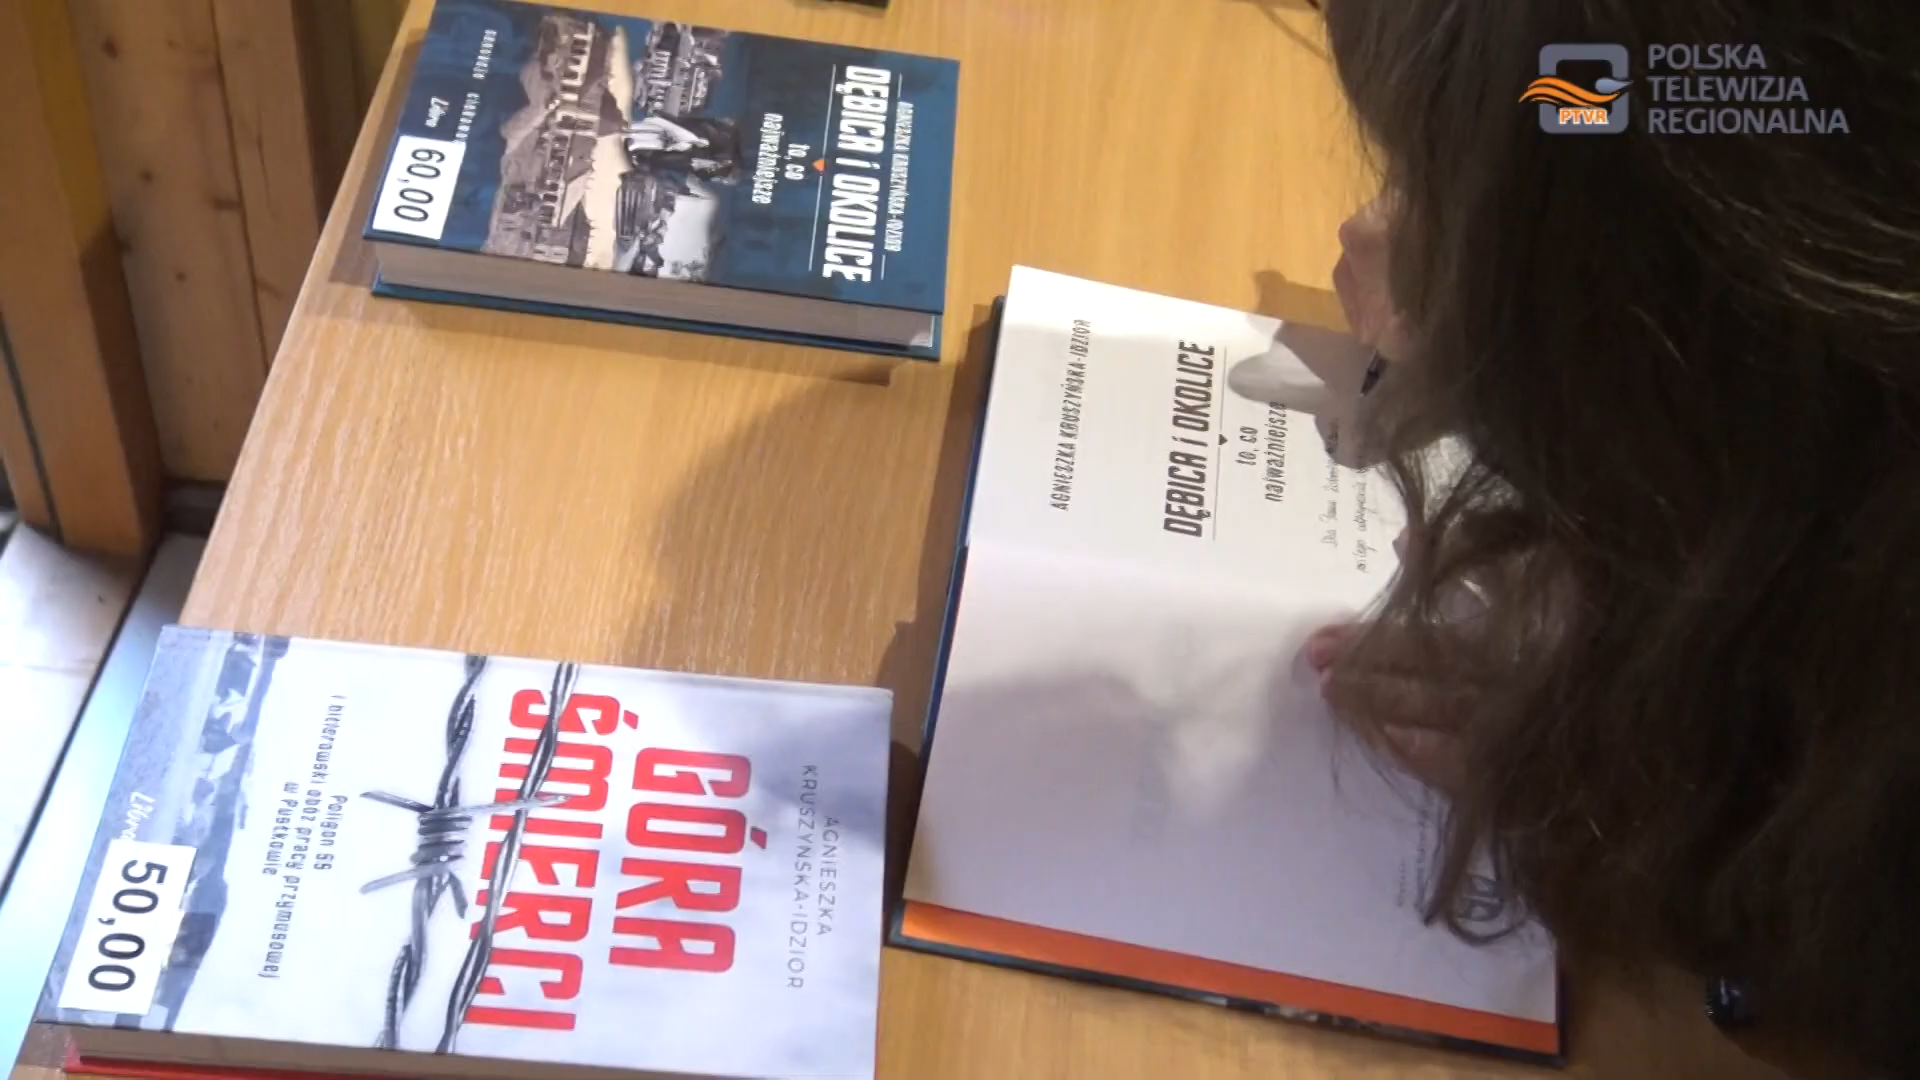 POLSKA
TELEWIZJA
REGIONALNA
PTVR
AGNIESZKA KRUSZYŃSKA-IDZIOR
DĘBICA i OKOLICE
to, co
najważniejsze
Libra
60,00
AGNIESZKA KRUSZYŃSKA-IDZIOR
DĘBICA i OKOLICE
to, co
najważniejsze
AGNIESZKA
KRUSZYŃSKA-IDZIOR
GÓRA
ŚMIERCI
Poligon SS
i hitlerowski obóz pracy przymusowej
w Pustkowie
Libra
50,00